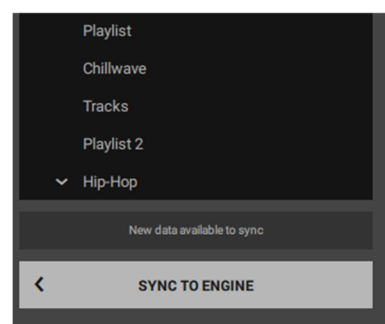 Playlist
Chillwave
Tracks
Playlist 2
Hip-Hop
New data available to sync
SYNC TO ENGINE